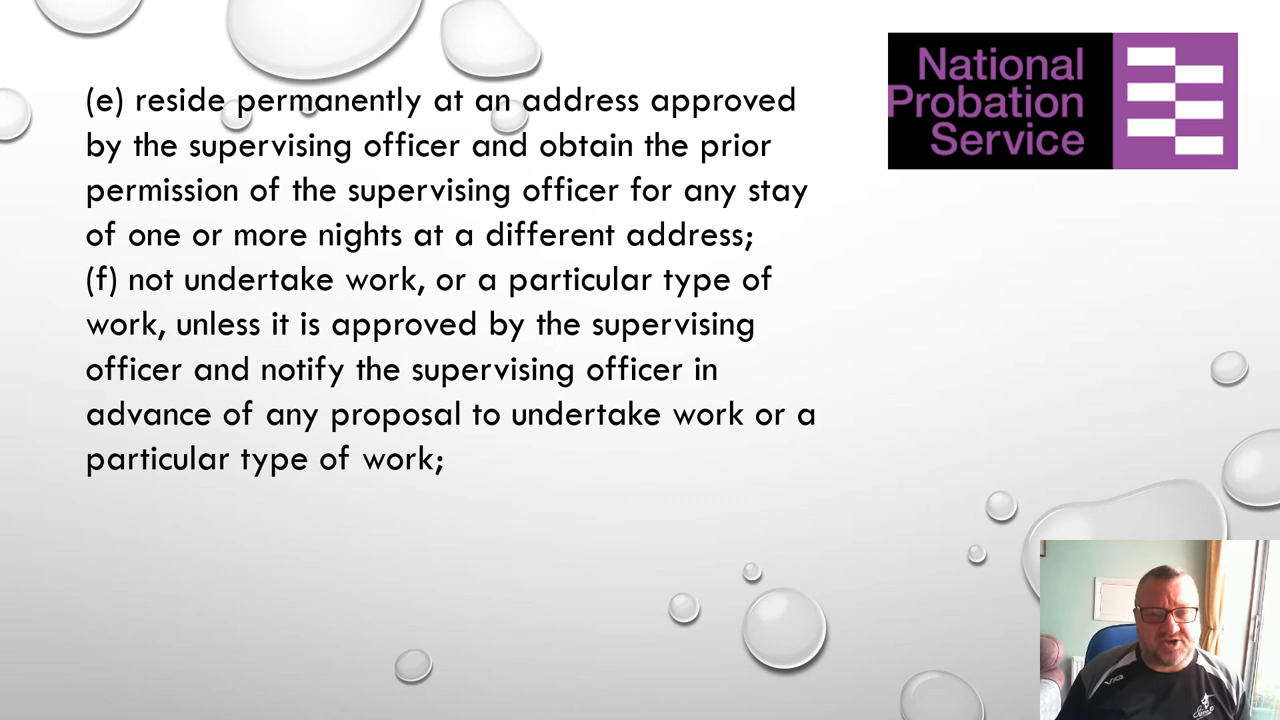 (e) reside permanently at an address approved
by the supervising officer and obtain the prior
permission of the supervising officer for any stay
of one or more nights at a different address;
(f) not undertake work, or a particular type of
work, unless it is approved by the supervising
officer and notify the supervising officer in
advance of any proposal to undertake work or a
particular type of work;
National
Probation
Service